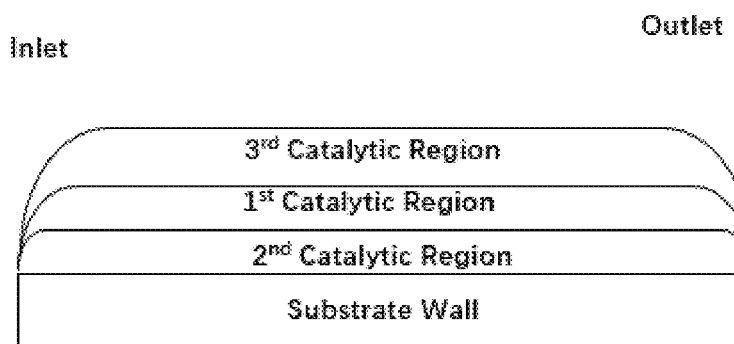 Outlet
Inlet
3rd Catalytic Region
1st Catalytic Region
2nd Catalytic Region
Substrate Wall